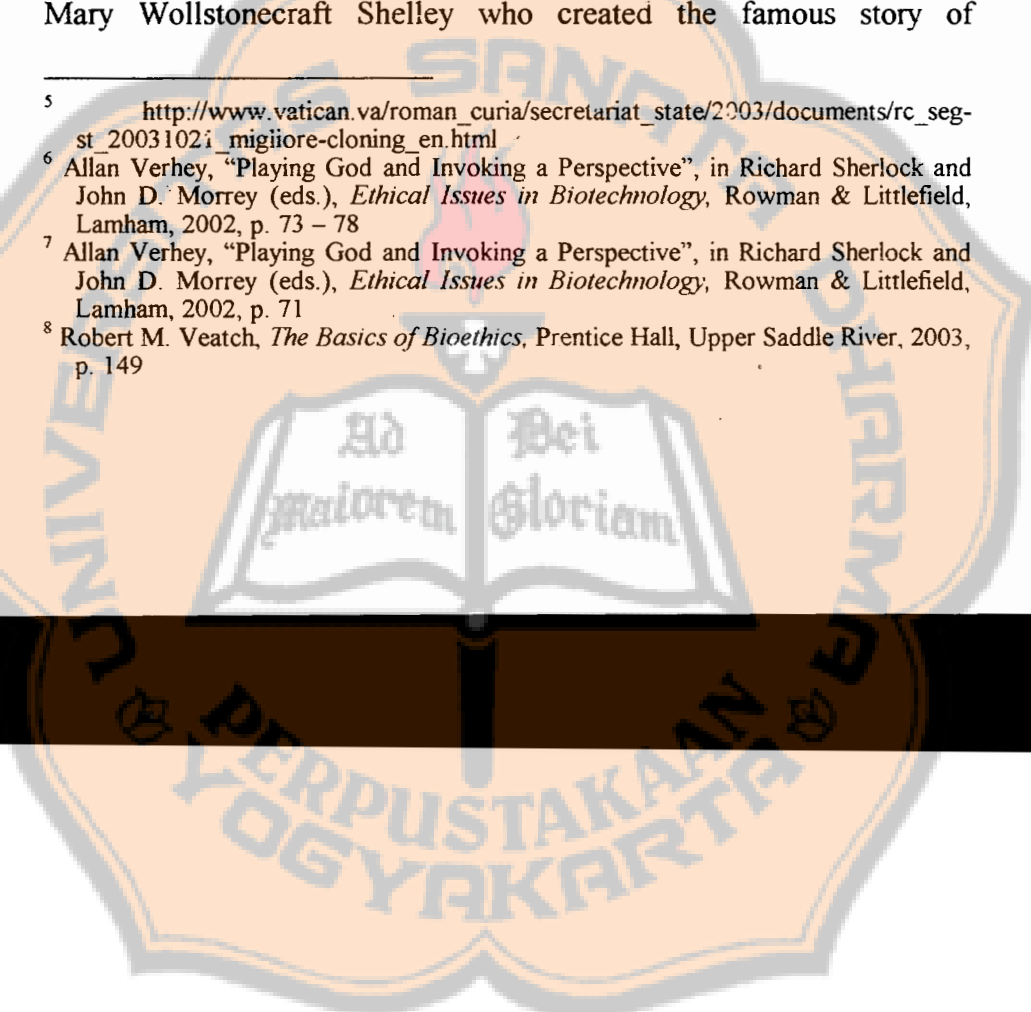 Mary Wollstonecraft Shelley who created the famous story of
5 http://www.vatican.va/roman_curia/secretariat_state/2003/documents/rc_seg-
st_20031021_migiiore-cloning_en.html
6 Allan Verhey, “Playing God and Invoking a Perspective”, in Richard Sherlock and
John D. Morrey (eds.), Ethical Issues in Biotechnology, Rowman & Littlefield,
Lamham, 2002, p. 73 – 78
7 Allan Verhey, “Playing God and Invoking a Perspective”, in Richard Sherlock and
John D. Morrey (eds.), Ethical Issues in Biotechnology, Rowman & Littlefield,
Lamham, 2002, p. 71
8 Robert M. Veatch, The Basics of Bioethics, Prentice Hall, Upper Saddle River, 2003,
p. 149
UNIVERSITAS SANATA DHARMA
Ad Dei
Maiorem Gloriam
PERPUSTAKAAN
YOGYAKARTA